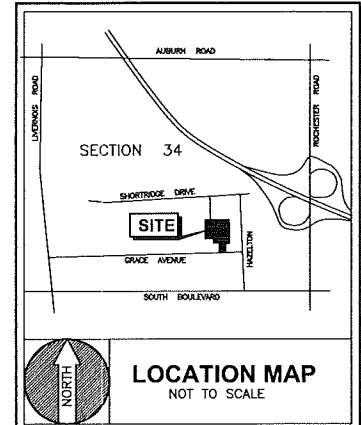 AUBURN ROAD
LIVERNOIS ROAD
ROCHESTER ROAD
SECTION 34
SHORTRIDGE DRIVE
SITE
HAZELTON
GRACE AVENUE
SOUTH BOULEVARD
NORTH
LOCATION MAP
NOT TO SCALE